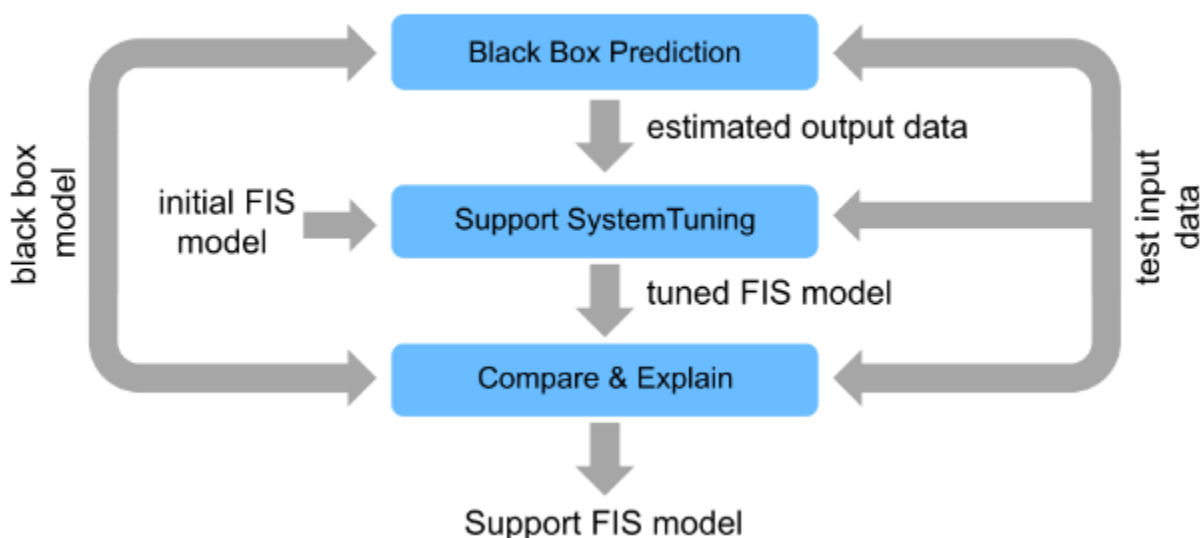 Black Box Prediction
estimated output data
black box
model
initial FIS
model
Support SystemTuning
test input
data
tuned FIS model
Compare & Explain
Support FIS model